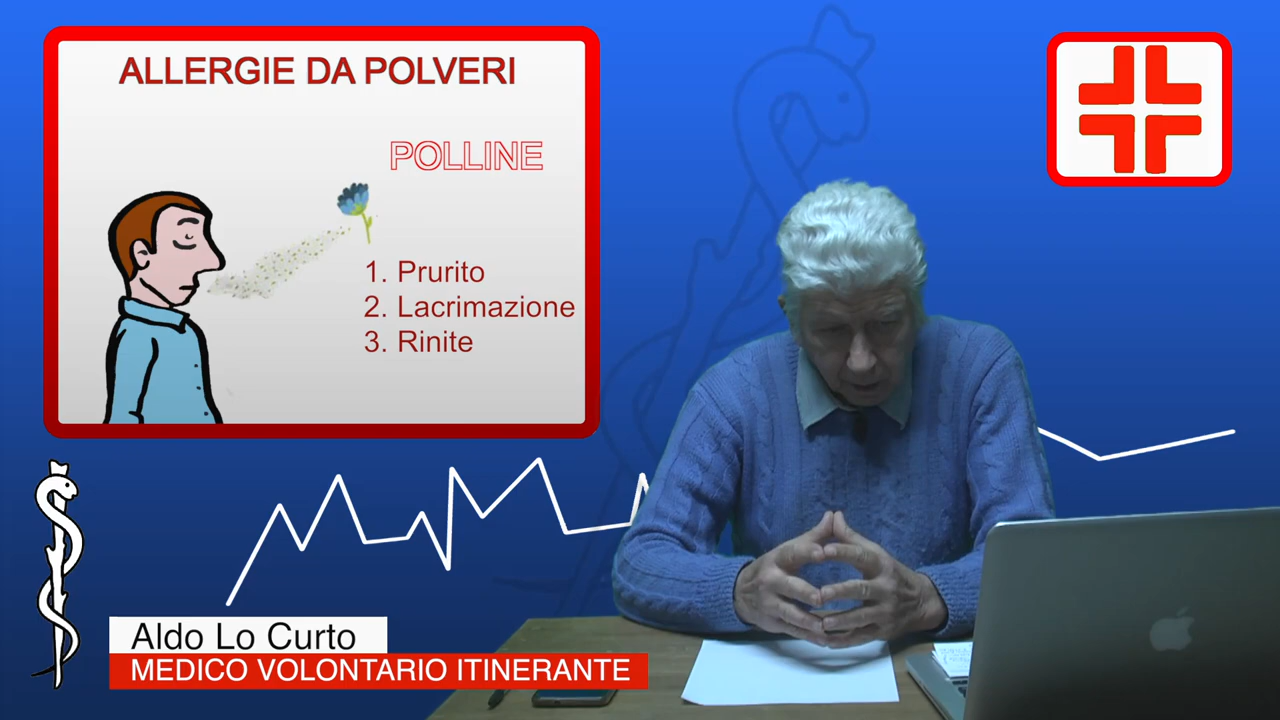 ALLERGIE DA POLVERI
POLLINE
1. Prurito
2. Lacrimazione
3. Rinite
Aldo Lo Curto
MEDICO VOLONTARIO ITINERANTE